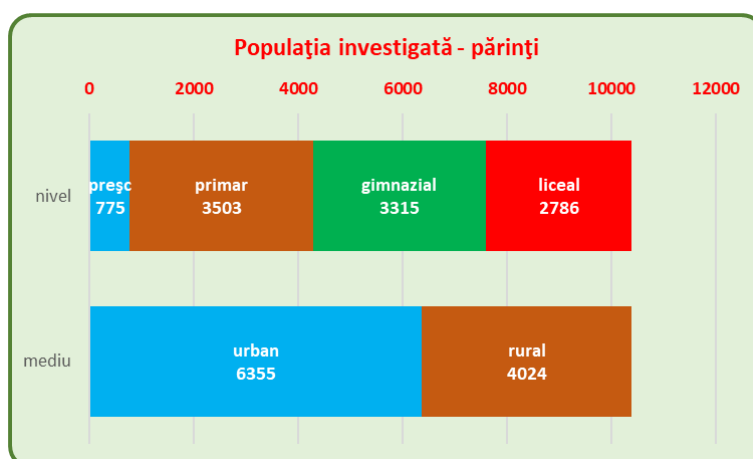 Populaţia investigată - părinţi
0 2000 4000 6000 8000 10000 12000
nivel
preşc primar gimnazial liceal
775 3503 3315 2786
mediu
urban rural
6355 4024